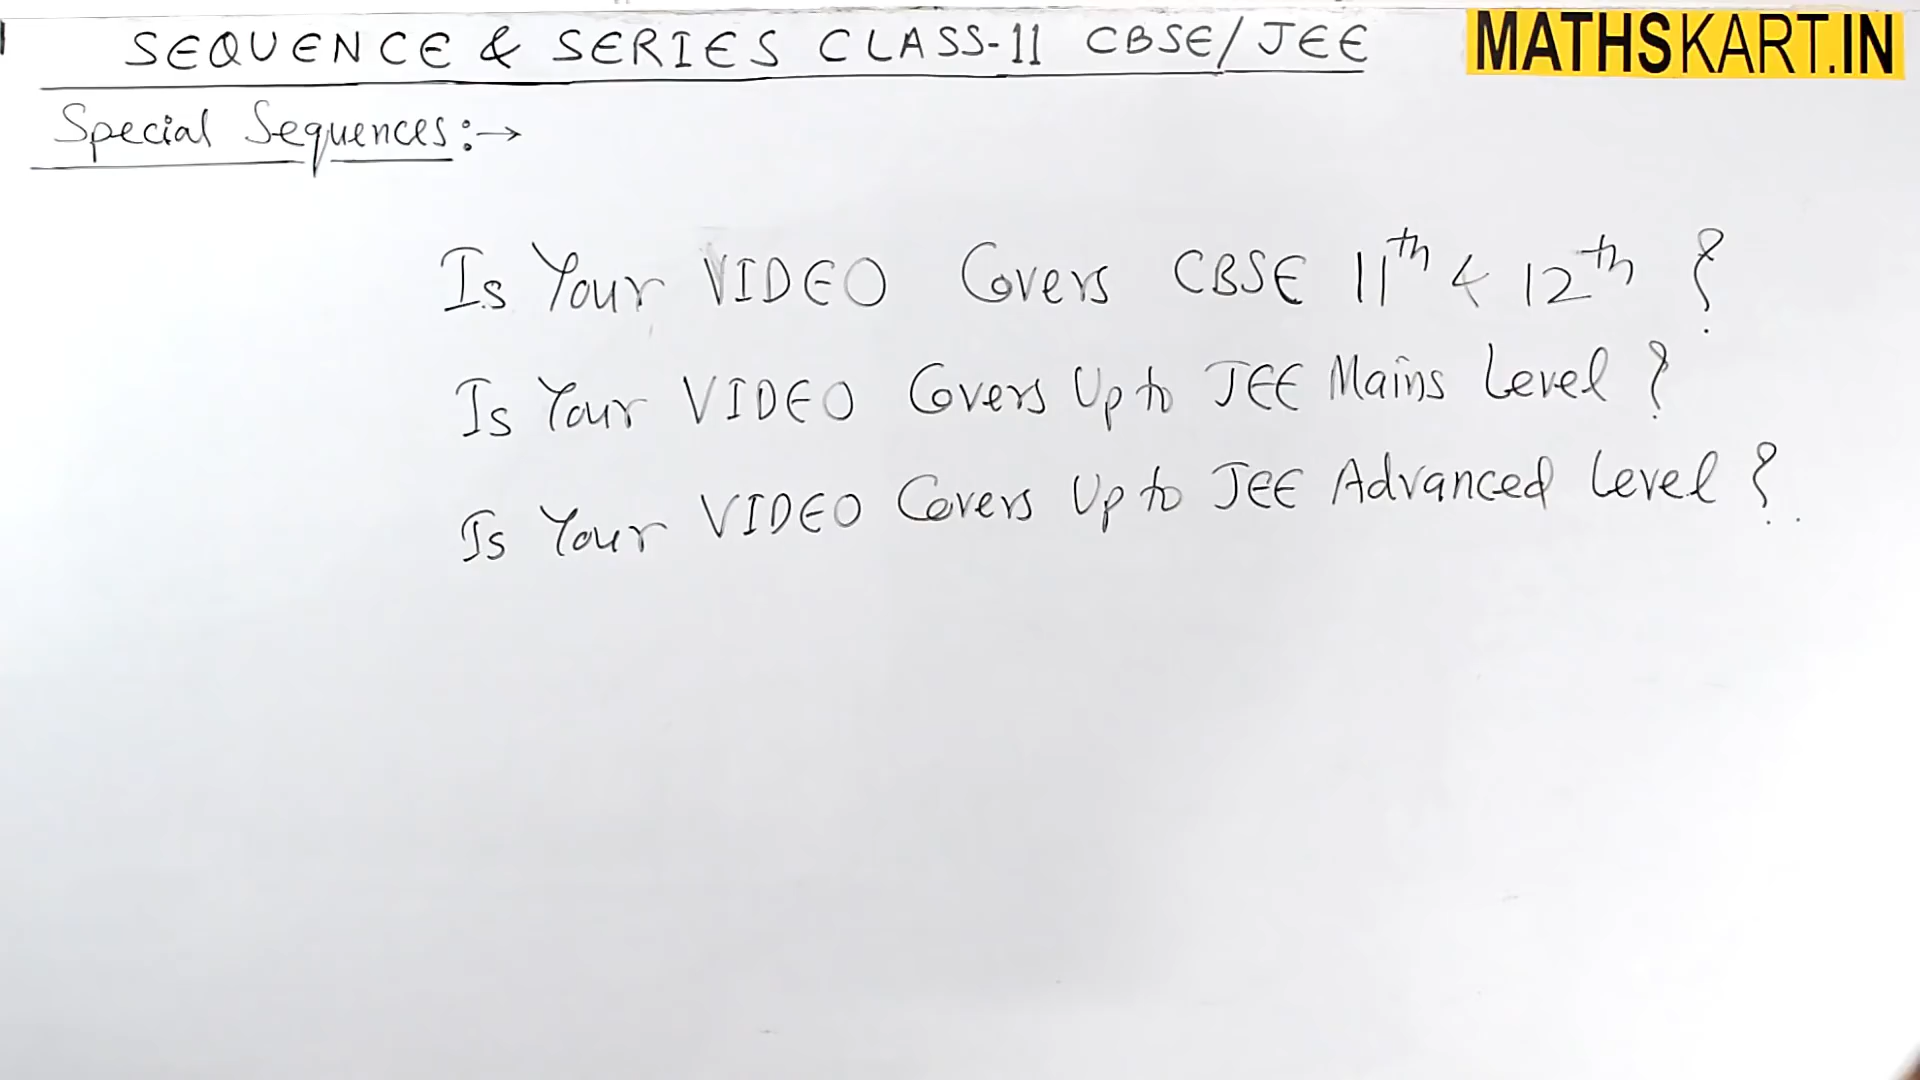 SEQUENCE & SERIES CLASS-11 CBSE/JEE
MATHSKART.IN
Special Sequences:→
Is Your VIDEO Covers CBSE 11th & 12th ?
Is Your VIDEO Covers Up to JEE Mains Level ?
Is Your VIDEO Covers Up to JEE Advanced Level ?